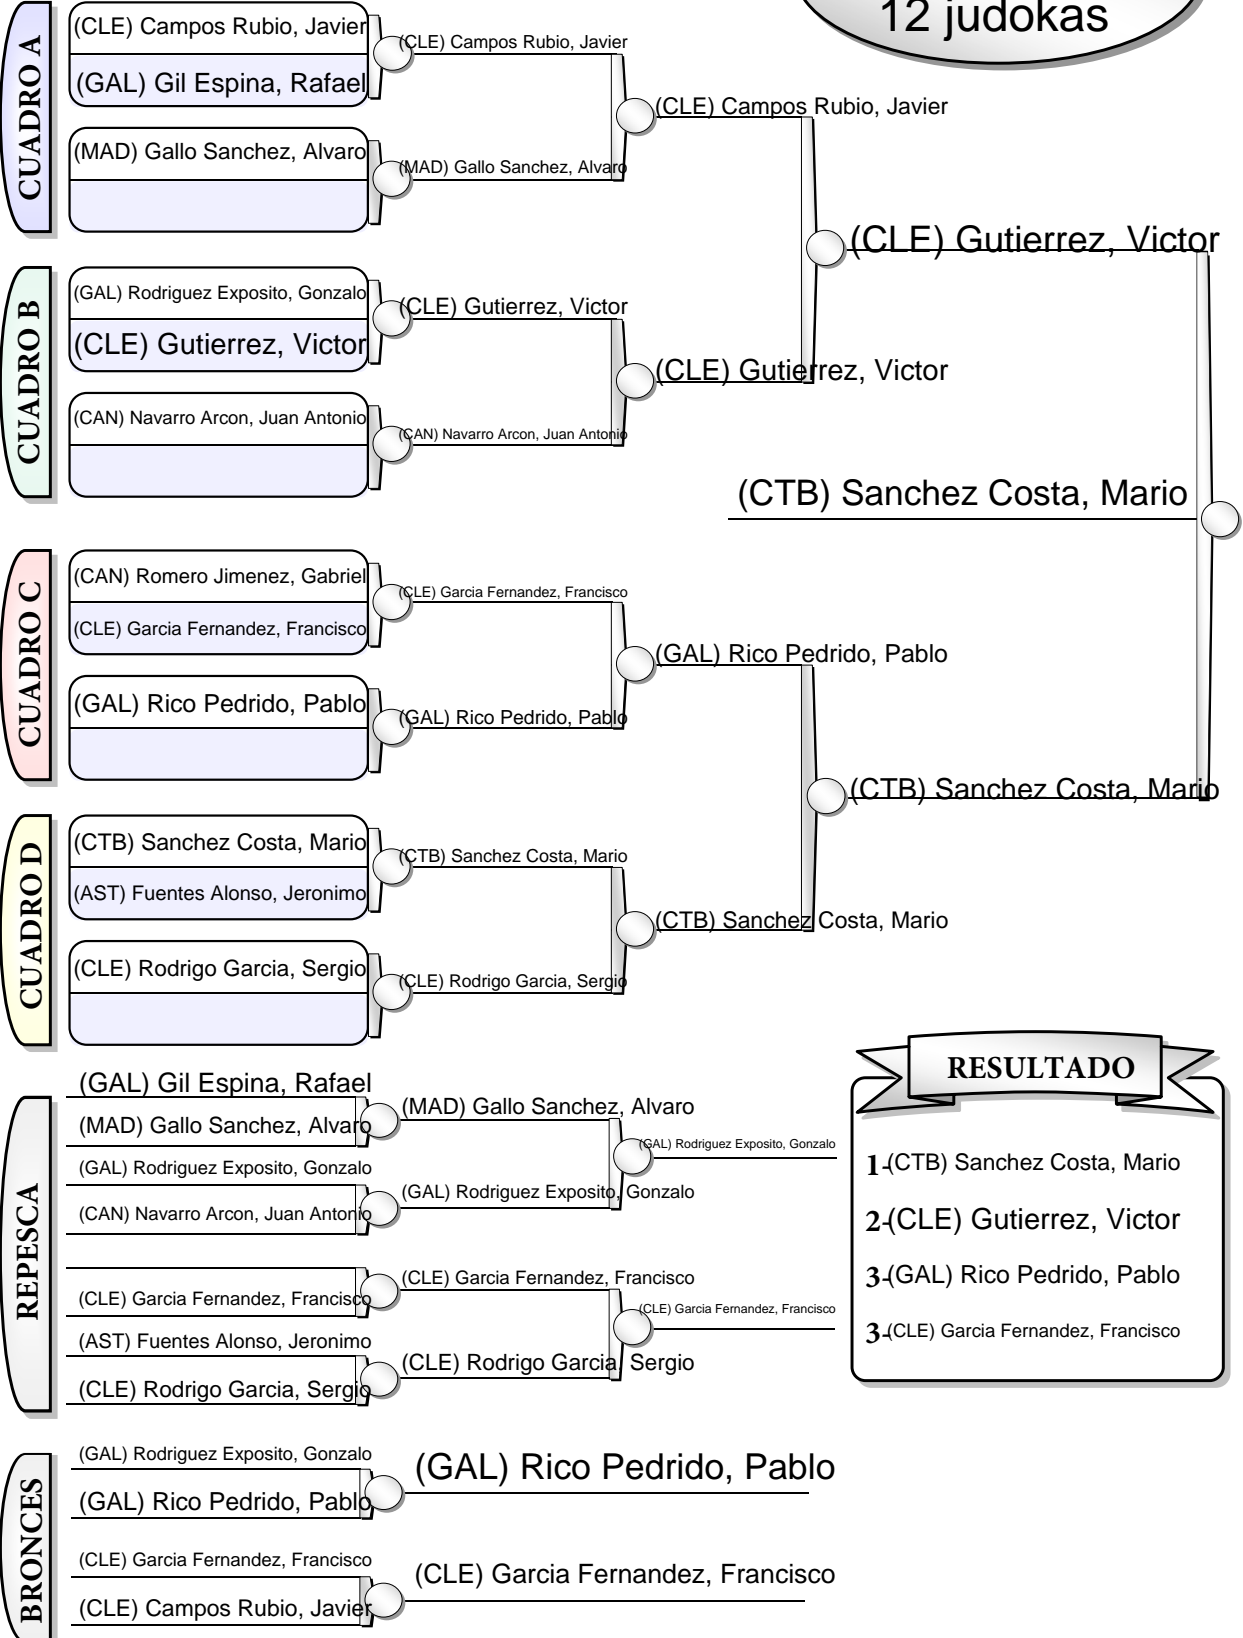 12 judokas
CUADRO A
(CLE) Campos Rubio, Javier
(GAL) Gil Espina, Rafael
(MAD) Gallo Sanchez, Alvaro
(CLE) Campos Rubio, Javier
(MAD) Gallo Sanchez, Alvaro
(CLE) Campos Rubio, Javier
CUADRO B
(GAL) Rodriguez Exposito, Gonzalo
(CLE) Gutierrez, Victor
(CAN) Navarro Arcon, Juan Antonio
(CLE) Gutierrez, Victor
(CAN) Navarro Arcon, Juan Antonio
(CLE) Gutierrez, Victor
(CLE) Gutierrez, Victor
(CTB) Sanchez Costa, Mario
CUADRO C
(CAN) Romero Jimenez, Gabriel
(CLE) Garcia Fernandez, Francisco
(GAL) Rico Pedrido, Pablo
(CLE) Garcia Fernandez, Francisco
(GAL) Rico Pedrido, Pablo
(GAL) Rico Pedrido, Pablo
CUADRO D
(CTB) Sanchez Costa, Mario
(AST) Fuentes Alonso, Jeronimo
(CLE) Rodrigo Garcia, Sergio
(CTB) Sanchez Costa, Mario
(CLE) Rodrigo Garcia, Sergio
(CTB) Sanchez Costa, Mario
(CTB) Sanchez Costa, Mario
REPESCA
(GAL) Gil Espina, Rafael
(MAD) Gallo Sanchez, Alvaro
(GAL) Rodriguez Exposito, Gonzalo
(CAN) Navarro Arcon, Juan Antonio
(CLE) Garcia Fernandez, Francisco
(AST) Fuentes Alonso, Jeronimo
(CLE) Rodrigo Garcia, Sergio
(MAD) Gallo Sanchez, Alvaro
(GAL) Rodriguez Exposito, Gonzalo
(CLE) Garcia Fernandez, Francisco
(CLE) Rodrigo Garcia, Sergio
(GAL) Rodriguez Exposito, Gonzalo
(CLE) Garcia Fernandez, Francisco
RESULTADO
1-(CTB) Sanchez Costa, Mario
2-(CLE) Gutierrez, Victor
3-(GAL) Rico Pedrido, Pablo
3-(CLE) Garcia Fernandez, Francisco
BRONCES
(GAL) Rodriguez Exposito, Gonzalo
(GAL) Rico Pedrido, Pablo
(CLE) Garcia Fernandez, Francisco
(CLE) Campos Rubio, Javier
(GAL) Rico Pedrido, Pablo
(CLE) Garcia Fernandez, Francisco